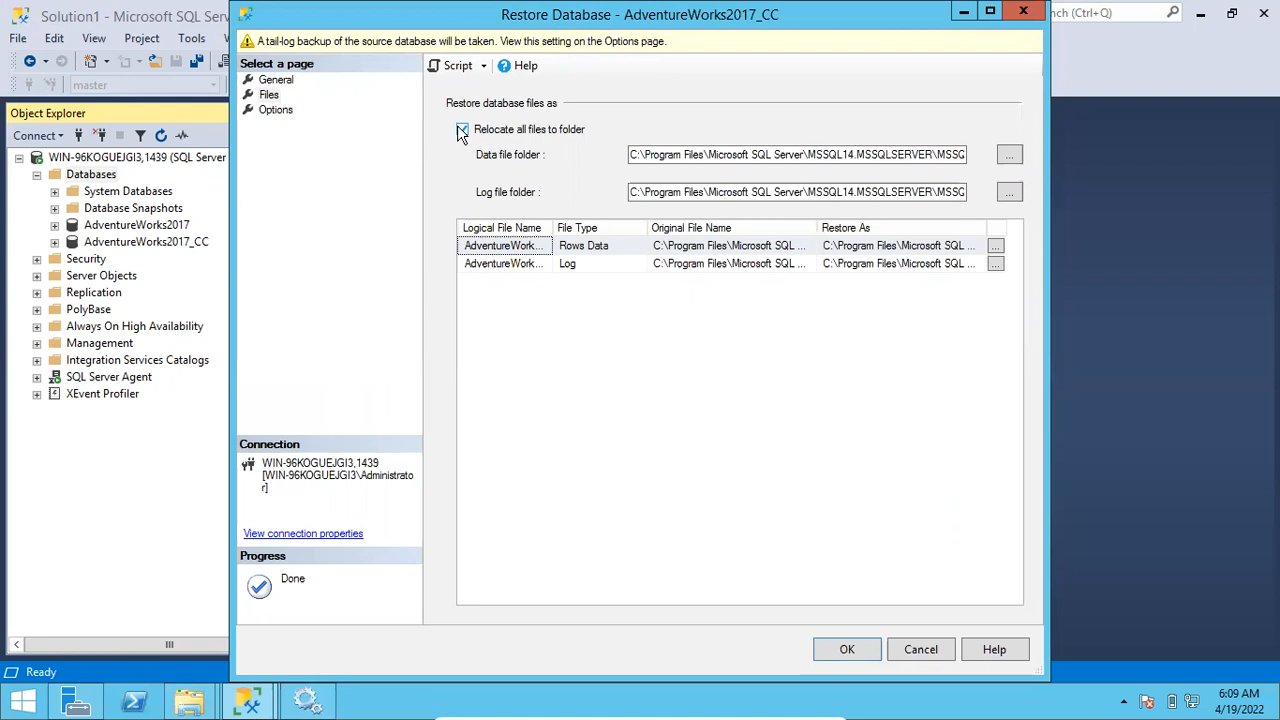 Solution1 - Microsoft SQL Server
Restore Database - AdventureWorks2017_CC
ch (Ctrl+Q)
File
Edit
View
Project
Tools
A tail-log backup of the source database will be taken. View this setting on the Options page.
master
Select a page
General
Files
Options
Script
Help
Object Explorer
Connect
WIN-96KOGUEJGI3,1439 (SQL Server
Databases
System Databases
Database Snapshots
AdventureWorks2017
AdventureWorks2017_CC
Security
Server Objects
Replication
PolyBase
Always On High Availability
Management
Integration Services Catalogs
SQL Server Agent
XEvent Profiler
Restore database files as
Relocate all files to folder
Data file folder :
C:\Program Files\Microsoft SQL Server\MSSQL14.MSSQLSERVER\MSSQ
...
Log file folder :
C:\Program Files\Microsoft SQL Server\MSSQL14.MSSQLSERVER\MSSQ
...
Logical File Name File Type Original File Name Restore As
AdventureWork... Rows Data C:\Program Files\Microsoft SQL ... C:\Program Files\Microsoft SQL ... ...
AdventureWork... Log C:\Program Files\Microsoft SQL ... C:\Program Files\Microsoft SQL ... ...
Connection
WIN-96KOGUEJGI3,1439
[WIN-96KOGUEJGI3\Administrato
r]
View connection properties
Progress
Done
OK
Cancel
Help
Ready
6:09 AM
4/19/2022